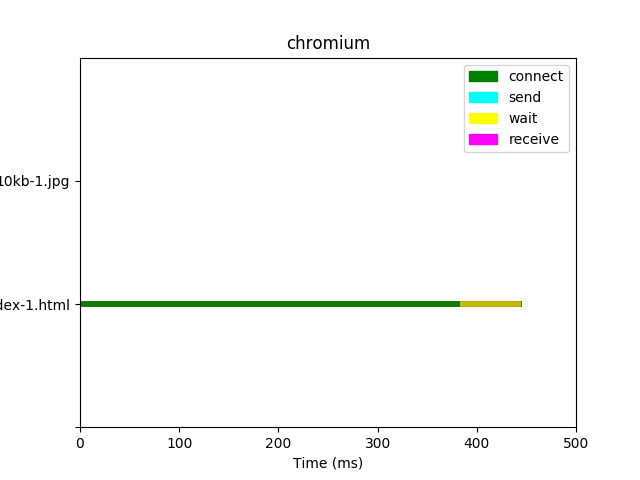 chromium
connect
send
wait
receive
10kb-1.jpg
dex-1.html
0 100 200 300 400 500
Time (ms)